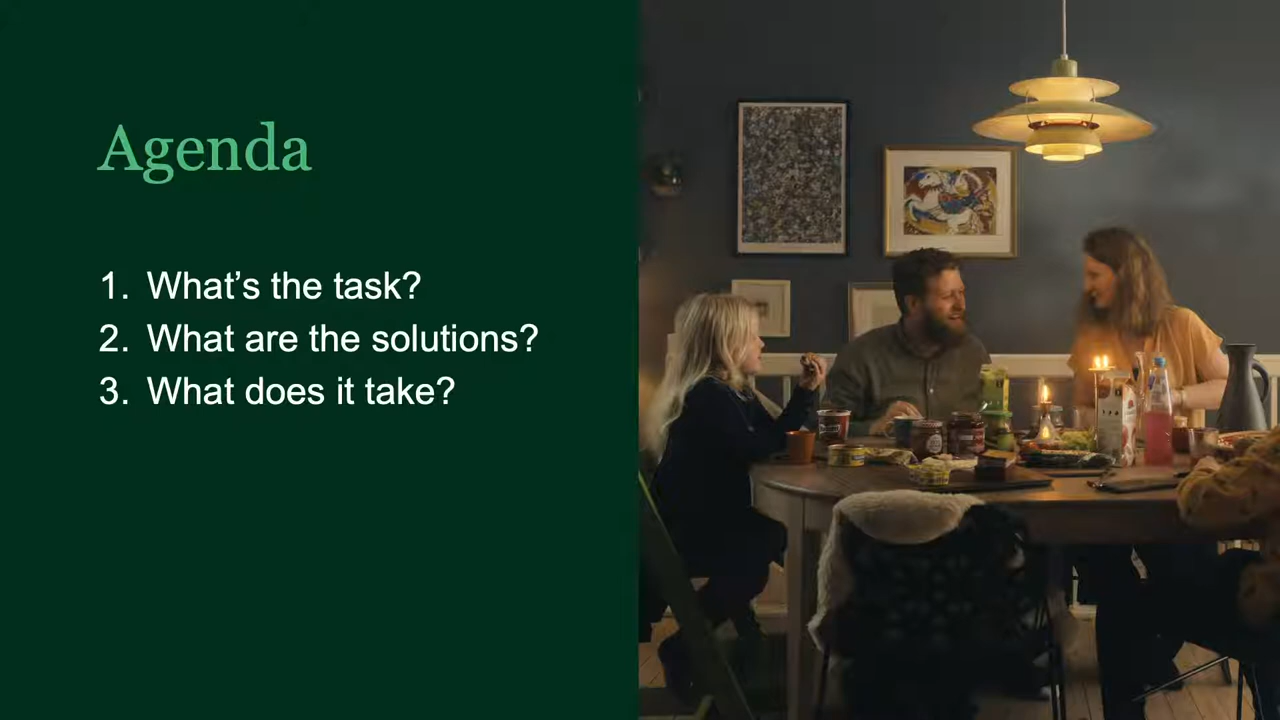 Agenda
1. What’s the task?
2. What are the solutions?
3. What does it take?